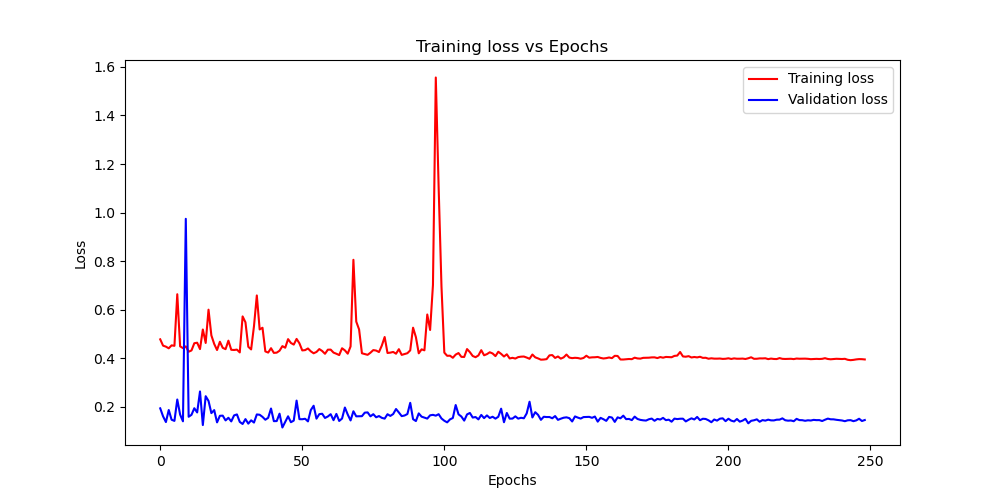 Training loss vs Epochs
1.6
1.4
1.2
1.0
0.8
0.6
0.4
0.2
Loss
Training loss
Validation loss
0 50 100 150 200 250
Epochs